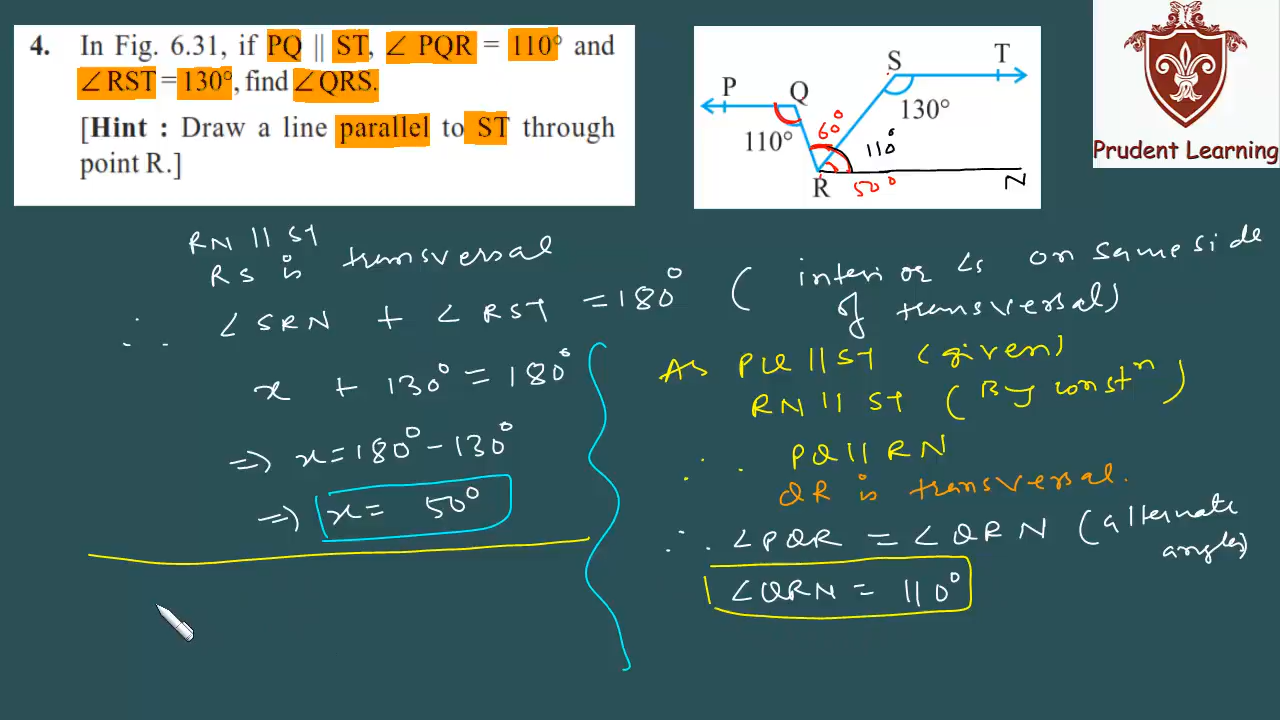 4. In Fig. 6.31, if PQ || ST, ∠ PQR = 110° and
∠RST = 130°, find ∠QRS.
[Hint : Draw a line parallel to ST through
point R.]
P
Q
S
T
110°
60°
130°
110°
R
50°
N
Prudent Learning
RN || ST
RS is transversal
∴ ∠SRN + ∠RST = 180° (interior ∠s on same side
of transversal)
x + 130° = 180°
⇒ x = 180° − 130°
⇒ x = 50°
As PQ || ST (given)
RN || ST (By constⁿ)
∴ PQ || RN
QR is transversal.
∴ ∠PQR = ∠QRN (alternate
angles)
∠QRN = 110°